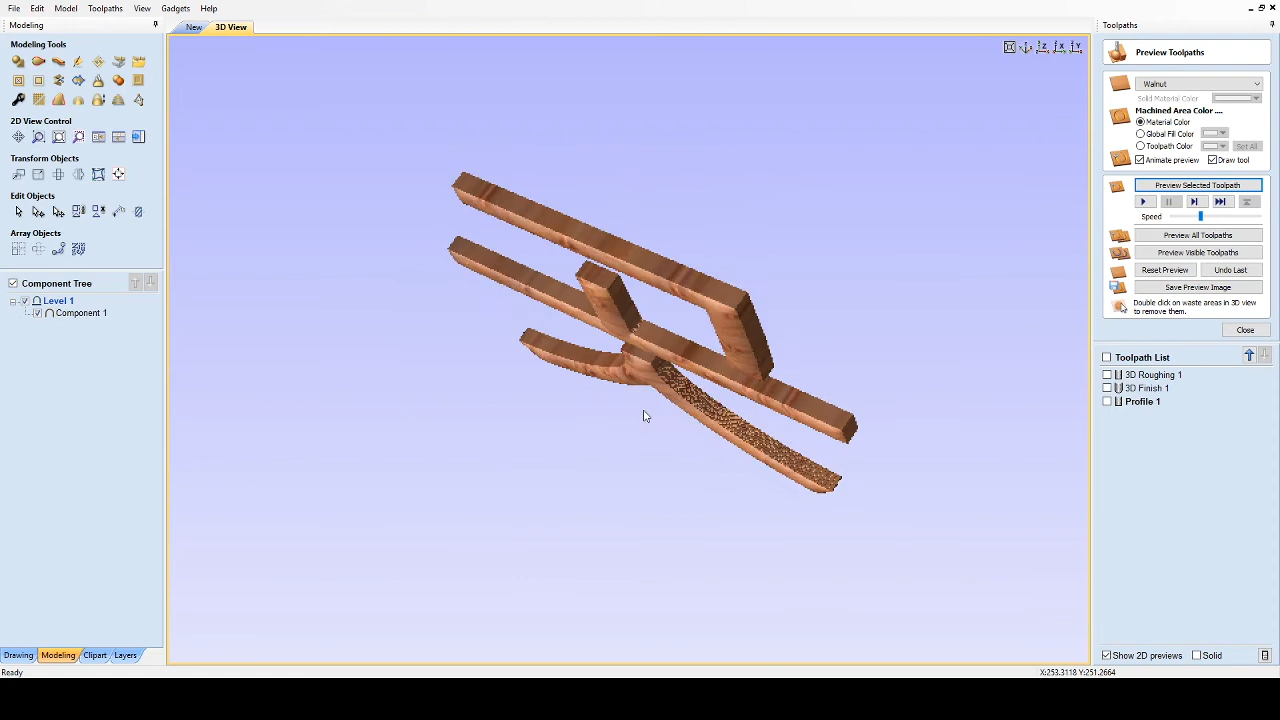 File Edit Model Toolpaths View Gadgets Help
Modeling
Modeling Tools
2D View Control
Transform Objects
Edit Objects
Array Objects
Component Tree
Level 1
Component 1
Drawing Modeling Clipart Layers
Ready
New 3D View
Z X Y
Toolpaths
Preview Toolpaths
Walnut
Solid Material Color
Machined Area Color ....
Material Color
Global Fill Color
Toolpath Color Set All
Animate preview Draw tool
Preview Selected Toolpath
Speed
Preview All Toolpaths
Preview Visible Toolpaths
Reset Preview Undo Last
Save Preview Image
Double click on waste areas in 3D view
to remove them.
Close
Toolpath List
3D Roughing 1
3D Finish 1
Profile 1
Show 2D previews Solid
X:253.3118 Y:251.2664